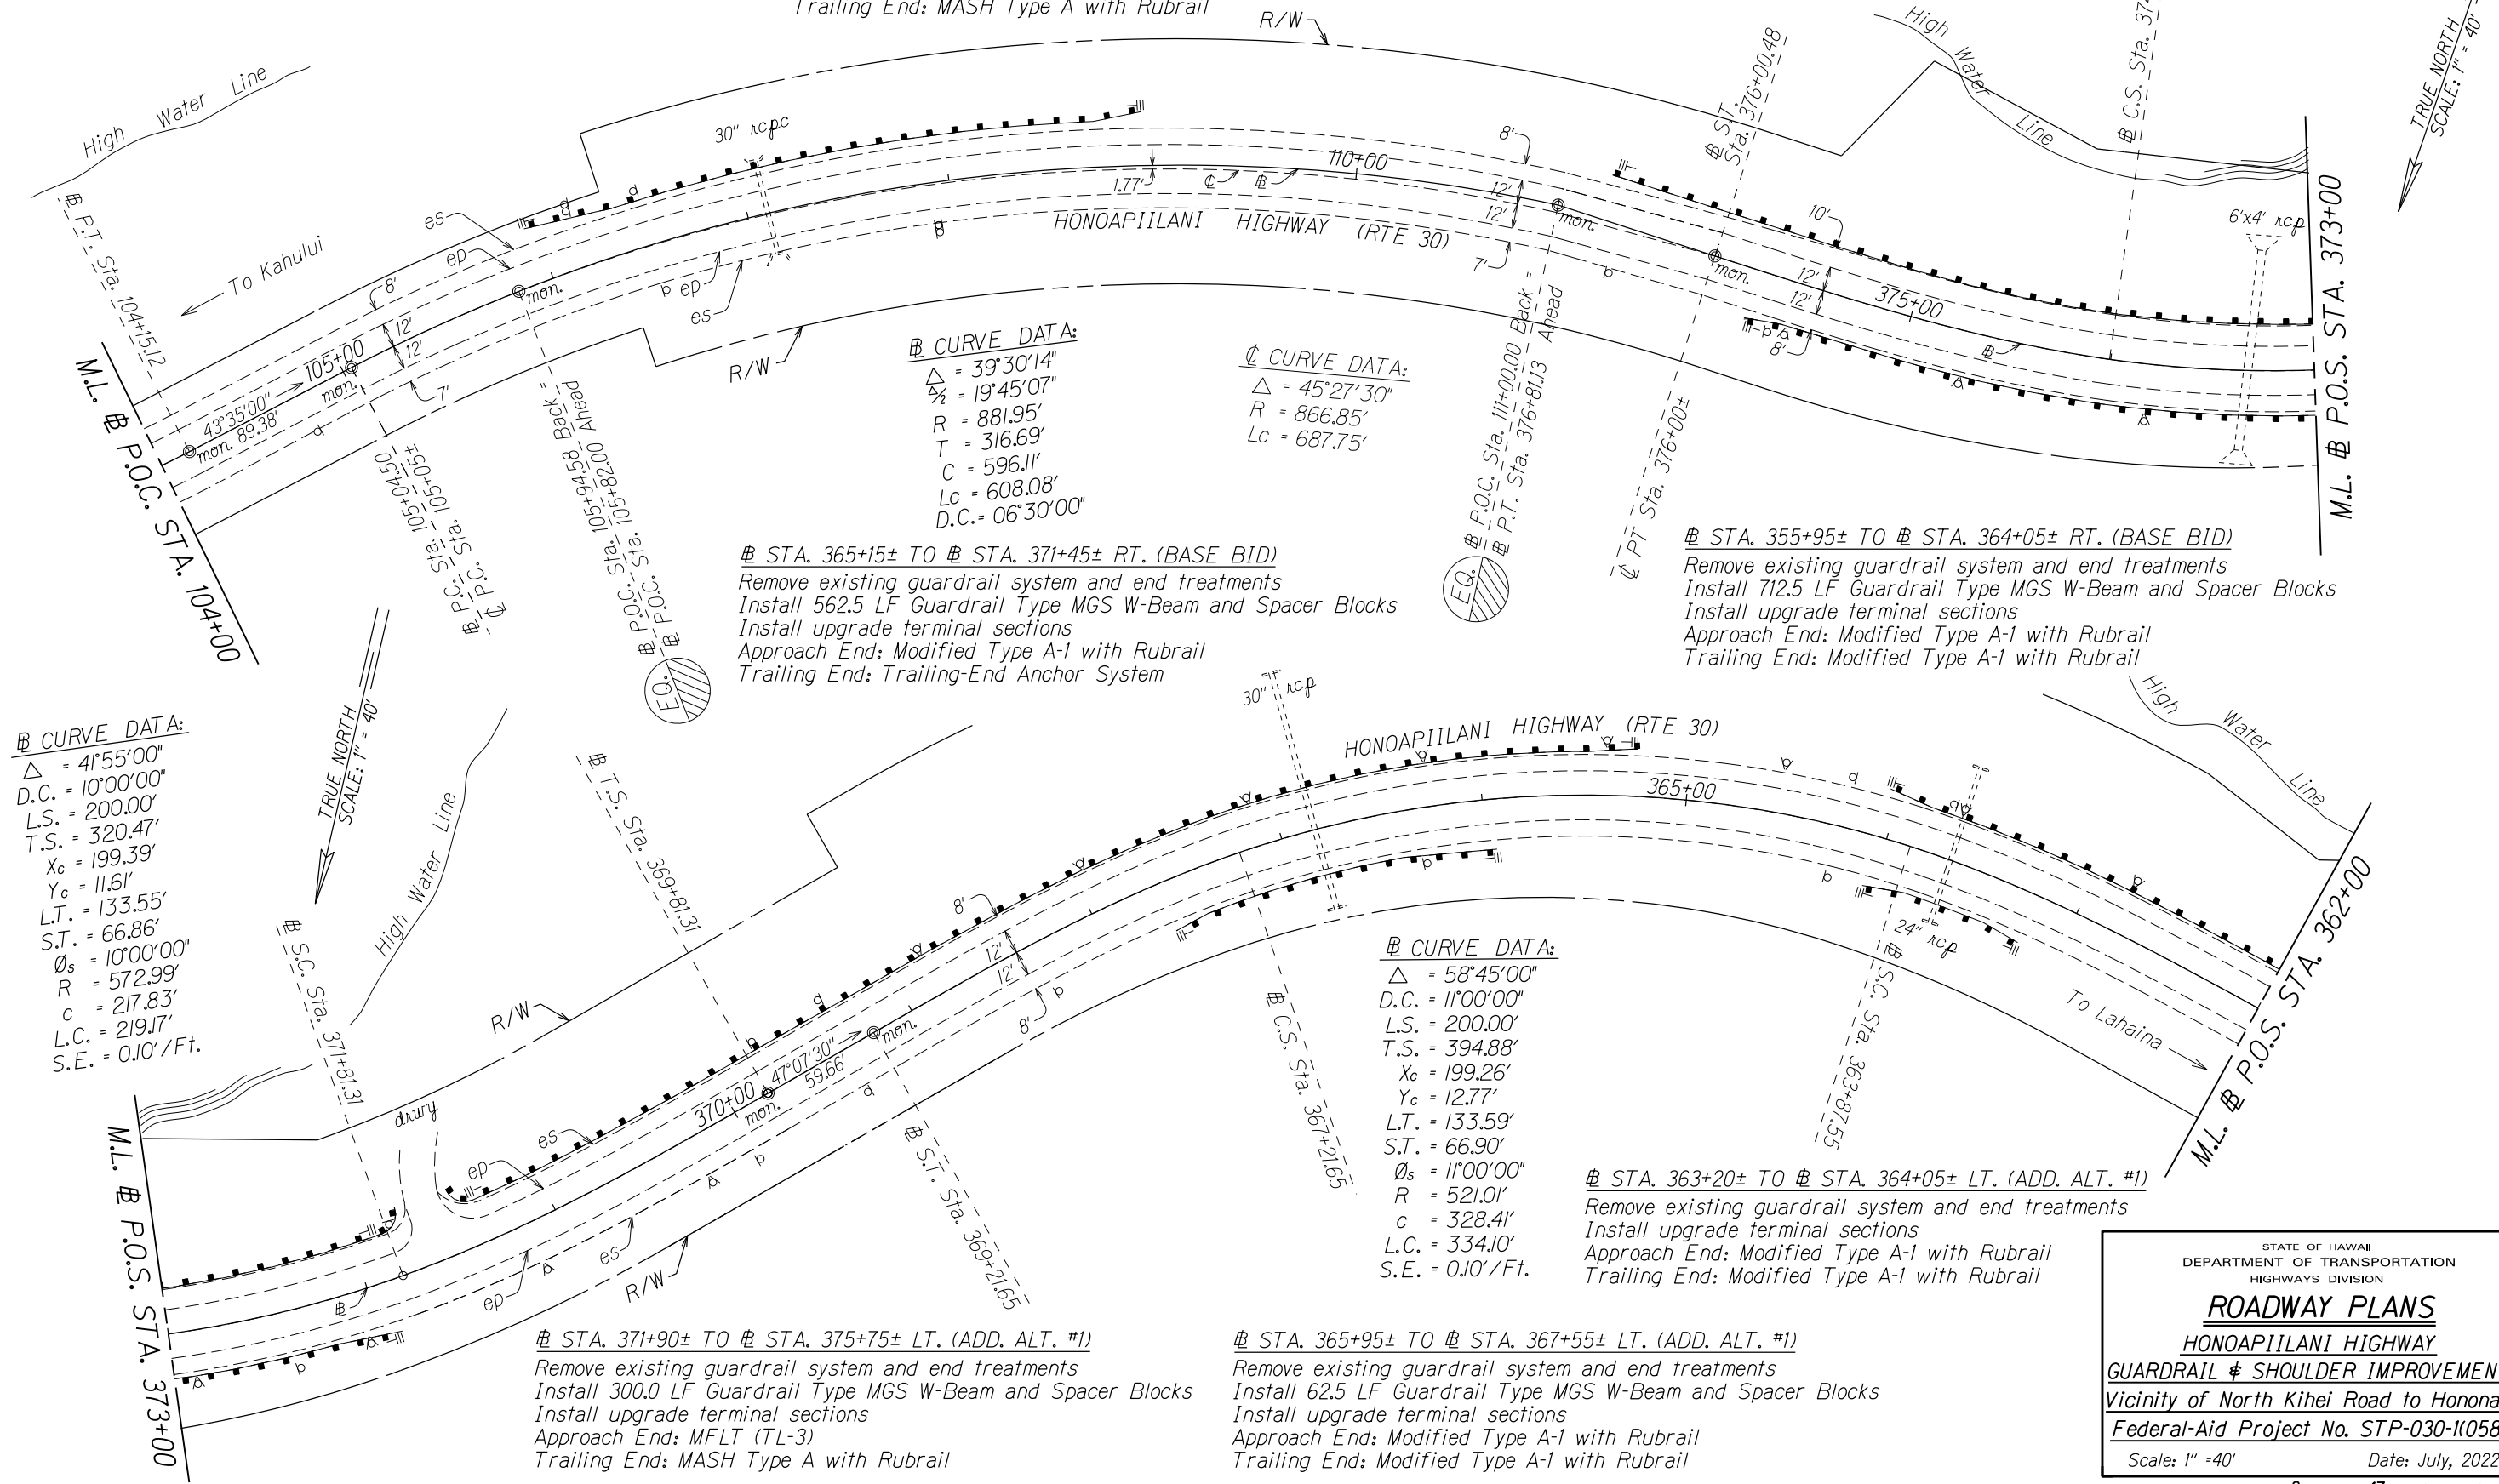 Trailing End: MASH Type A with Rubrail
R/W
High Water Line
High Water Line
TRUE NORTH
SCALE: 1" = 40'
℄ P.T. Sta. 104+15.12
To Kahului
es
ep
8'
30" rcpc
1.77'
℄
110+00
8'
12'
12'
mon.
HONOAPIILANI HIGHWAY (RTE 30)
7'
S.T.
Sta. 376+00.48
mon.
10'
12'
12'
375+00
8'
C.S. Sta. 37
6'x4' rcp
M.L. P.O.S. STA. 373+00
M.L. P.O.C. STA. 104+00
43°35'00"
mon. 89.38'
105+00
mon.
12'
12'
7'
mon.
ep
es
R/W
P.C. Sta. 105+04.50
℄ P.C. Sta. 105+05±
P.O.C. Sta. 105+94.58 Back =
P.O.C. Sta. 105+82.00 Ahead
EQ.
CURVE DATA:
Δ = 39°30'14"
Δ/2 = 19°45'07"
R = 881.95'
T = 316.69'
C = 596.11'
Lc = 608.08'
D.C. = 06°30'00"
℄ CURVE DATA:
Δ = 45°27'30"
R = 866.85'
Lc = 687.75'
P.O.C. Sta. 111+00.00 Back =
P.T. Sta. 376+81.13 Ahead
EQ.
℄ PT Sta. 376+00±
STA. 365+15± TO STA. 371+45± RT. (BASE BID)
Remove existing guardrail system and end treatments
Install 562.5 LF Guardrail Type MGS W-Beam and Spacer Blocks
Install upgrade terminal sections
Approach End: Modified Type A-1 with Rubrail
Trailing End: Trailing-End Anchor System
STA. 355+95± TO STA. 364+05± RT. (BASE BID)
Remove existing guardrail system and end treatments
Install 712.5 LF Guardrail Type MGS W-Beam and Spacer Blocks
Install upgrade terminal sections
Approach End: Modified Type A-1 with Rubrail
Trailing End: Modified Type A-1 with Rubrail
CURVE DATA:
Δ = 41°55'00"
D.C. = 10°00'00"
L.S. = 200.00'
T.S. = 320.47'
Xc = 199.39'
Yc = 11.61'
L.T. = 133.55'
S.T. = 66.86'
Øs = 10°00'00"
R = 572.99'
c = 217.83'
L.C. = 219.17'
S.E. = 0.10'/Ft.
TRUE NORTH
SCALE: 1" = 40'
High Water Line
S.C. Sta. 371+81.31
T.S. Sta. 369+81.31
R/W
30" rcp
HONOAPIILANI HIGHWAY (RTE 30)
365+00
High Water Line
8'
12'
12'
8'
24" rcp
To Lahaina
M.L. P.O.S. STA. 362+00
drwy
es
ep
370+00
47°07'30"
59.66'
mon.
mon.
es
ep
R/W
S.T. Sta. 369+21.65
C.S. Sta. 367+21.65
S.C. Sta. 363+87.55
M.L. P.O.S. STA. 373+00
CURVE DATA:
Δ = 58°45'00"
D.C. = 11°00'00"
L.S. = 200.00'
T.S. = 394.88'
Xc = 199.26'
Yc = 12.77'
L.T. = 133.59'
S.T. = 66.90'
Øs = 11°00'00"
R = 521.01'
c = 328.41'
L.C. = 334.10'
S.E. = 0.10'/Ft.
STA. 363+20± TO STA. 364+05± LT. (ADD. ALT. #1)
Remove existing guardrail system and end treatments
Install upgrade terminal sections
Approach End: Modified Type A-1 with Rubrail
Trailing End: Modified Type A-1 with Rubrail
STA. 371+90± TO STA. 375+75± LT. (ADD. ALT. #1)
Remove existing guardrail system and end treatments
Install 300.0 LF Guardrail Type MGS W-Beam and Spacer Blocks
Install upgrade terminal sections
Approach End: MFLT (TL-3)
Trailing End: MASH Type A with Rubrail
STA. 365+95± TO STA. 367+55± LT. (ADD. ALT. #1)
Remove existing guardrail system and end treatments
Install 62.5 LF Guardrail Type MGS W-Beam and Spacer Blocks
Install upgrade terminal sections
Approach End: Modified Type A-1 with Rubrail
Trailing End: Modified Type A-1 with Rubrail
STATE OF HAWAII
DEPARTMENT OF TRANSPORTATION
HIGHWAYS DIVISION
ROADWAY PLANS
HONOAPIILANI HIGHWAY
GUARDRAIL & SHOULDER IMPROVEMEN
Vicinity of North Kihei Road to Honona
Federal-Aid Project No. STP-030-1(058
Scale: 1" =40' Date: July, 2022